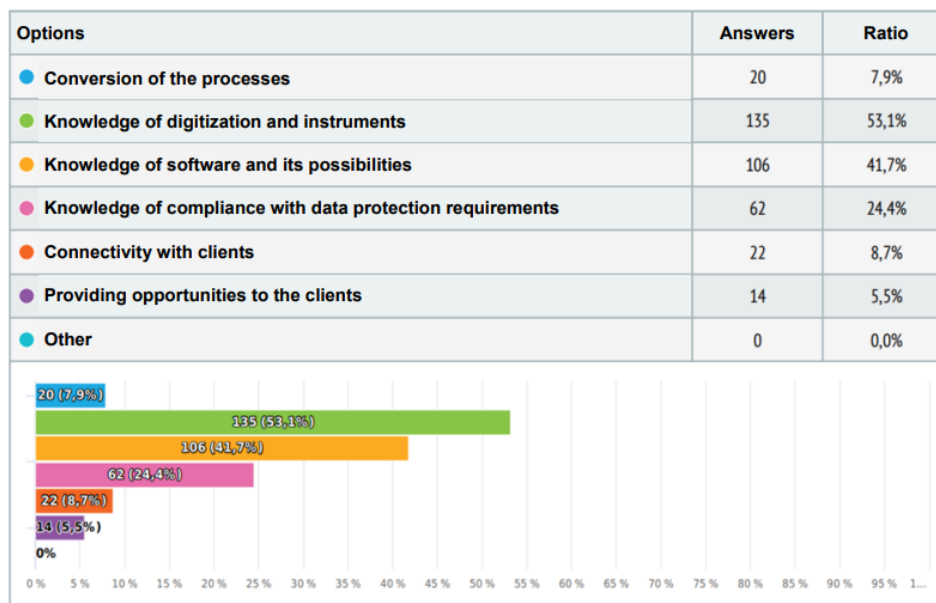 Options Answers Ratio
Conversion of the processes 20 7,9%
Knowledge of digitization and instruments 135 53,1%
Knowledge of software and its possibilities 106 41,7%
Knowledge of compliance with data protection requirements 62 24,4%
Connectivity with clients 22 8,7%
Providing opportunities to the clients 14 5,5%
Other 0 0,0%
20 (7,9%)
135 (53,1%)
106 (41,7%)
62 (24,4%)
22 (8,7%)
14 (5,5%)
0%
0 % 5 % 10 % 15 % 20 % 25 % 30 % 35 % 40 % 45 % 50 % 55 % 60 % 65 % 70 % 75 % 80 % 85 % 90 % 95 % 1...